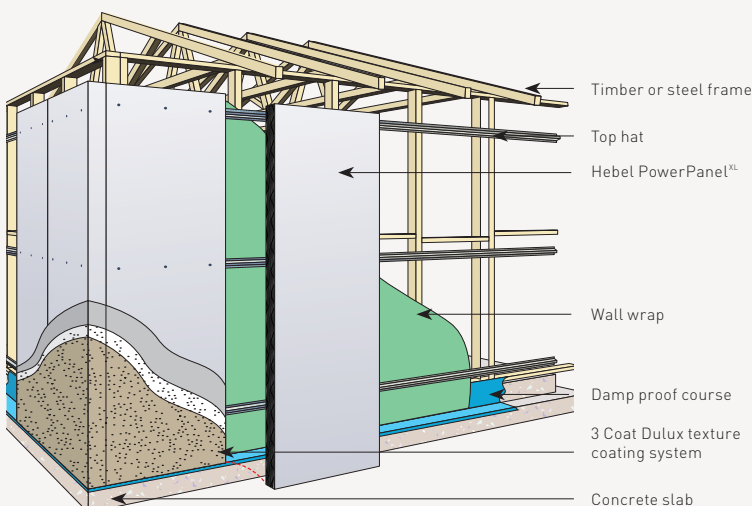 Timber or steel frame
Top hat
Hebel PowerPanelXL
Wall wrap
Damp proof course
3 Coat Dulux texture
coating system
Concrete slab